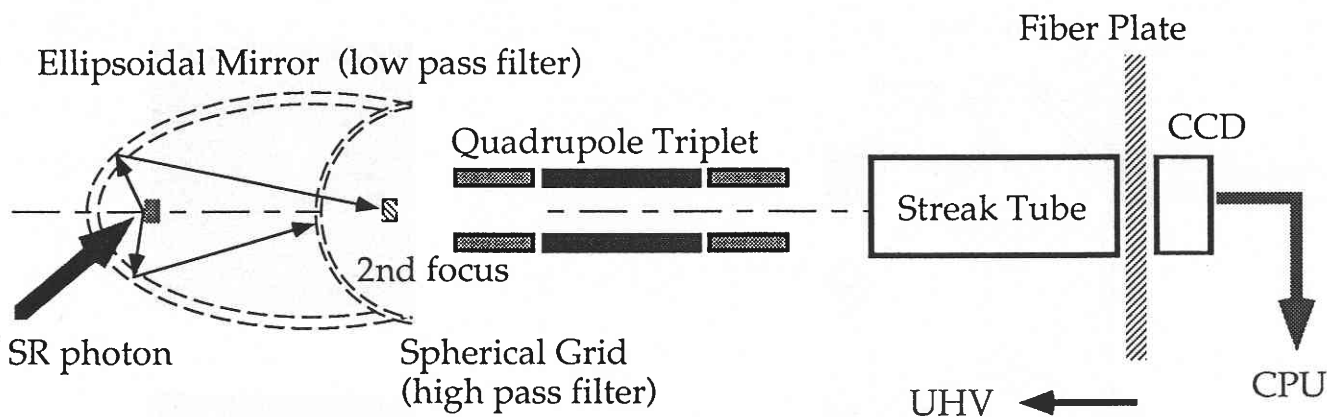 Fiber Plate
Ellipsoidal Mirror (low pass filter)
CCD
Quadrupole Triplet
Streak Tube
2nd focus
SR photon
Spherical Grid
(high pass filter)
UHV
CPU